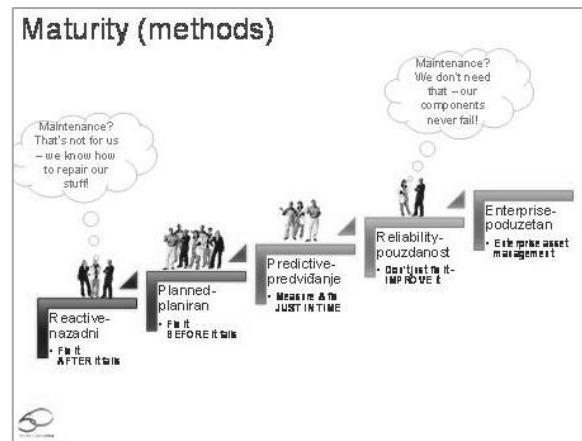 Maturity (methods)
Maintenance?
That's not for us
– we know how
to repair our
stuff!
Maintenance?
We don't need
that – our
components
never fail!
Reactive-
nazadni
• Fix it
AFTER it fails
Planned-
planiran
• Fix it
BEFORE it fails
Predictive-
predviđanje
• Measure & fix
JUST IN TIME
Reliability-
pouzdanost
• Don't just fix it-
IMPROVE it
Enterprise-
poduzetan
• Enterprise asset
management